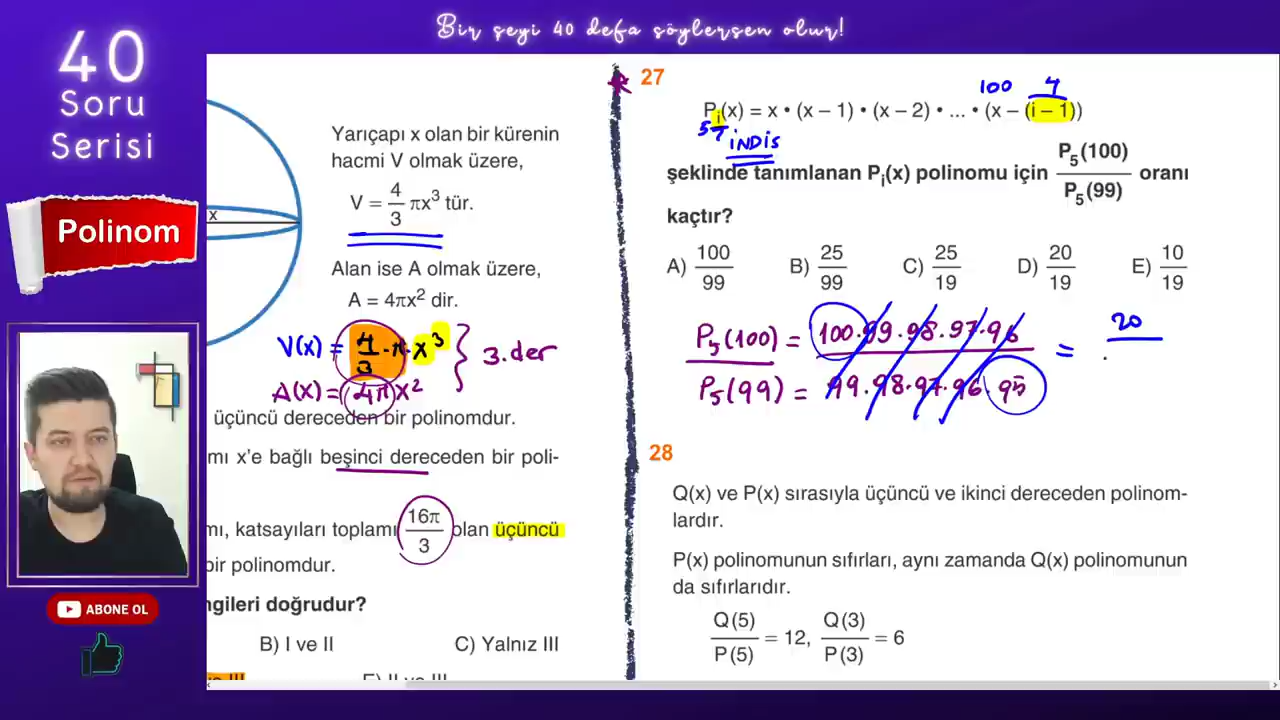 Bir şeyi 40 defa söylersen olur!
40
Soru
Serisi
Polinom
ABONE OL
x
Yarıçapı x olan bir kürenin
hacmi V olmak üzere,
V = 4/3 πx³ tür.
Alan ise A olmak üzere,
A = 4πx² dir.
V(x) = 4/3 · π · x³
A(x) = 4π x²
} 3.der
üçüncü dereceden bir polinomdur.
mı x'e bağlı beşinci dereceden bir poli-
mı, katsayıları toplamı 16π/3 olan üçüncü
bir polinomdur.
ngileri doğrudur?
B) I ve II C) Yalnız III
27
100 4
Pi(x) = x • (x – 1) • (x – 2) • ... • (x – (i – 1))
5 İNDİS
şeklinde tanımlanan Pi(x) polinomu için P5(100)/P5(99) oranı
kaçtır?
A) 100/99 B) 25/99 C) 25/19 D) 20/19 E) 10/19
P5(100) = 100.99.98.97.96
P5(99) = 99.98.97.96.95
= 20
28
Q(x) ve P(x) sırasıyla üçüncü ve ikinci dereceden polinom-
lardır.
P(x) polinomunun sıfırları, aynı zamanda Q(x) polinomunun
da sıfırlarıdır.
Q(5)/P(5) = 12, Q(3)/P(3) = 6